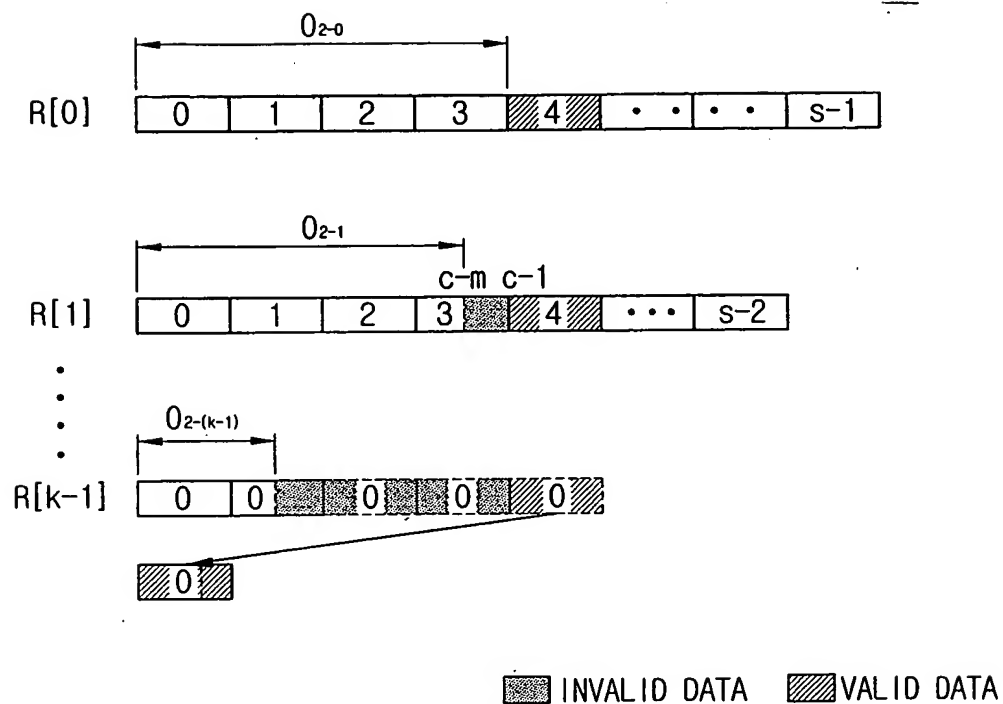 O2-0
R[0] 0 1 2 3 4 • • • • s-1
O2-1
c-m c-1
R[1] 0 1 2 3 4 ••• s-2
O2-(k-1)
R[k-1] 0 0 0 0 0
0
INVALID DATA VALID DATA